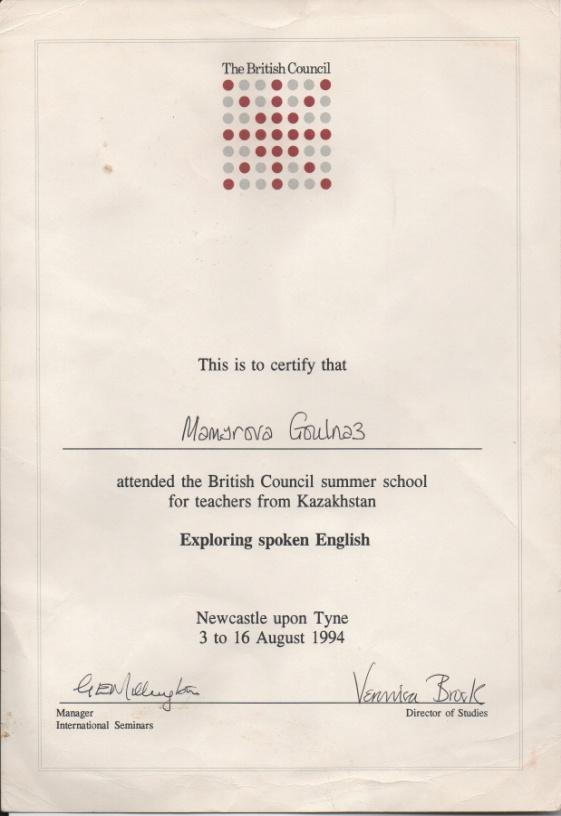 The British Council
This is to certify that
Mamyrova Goulnaz
attended the British Council summer school
for teachers from Kazakhstan
Exploring spoken English
Newcastle upon Tyne
3 to 16 August 1994
Veronica Brock
Manager
Director of Studies
International Seminars